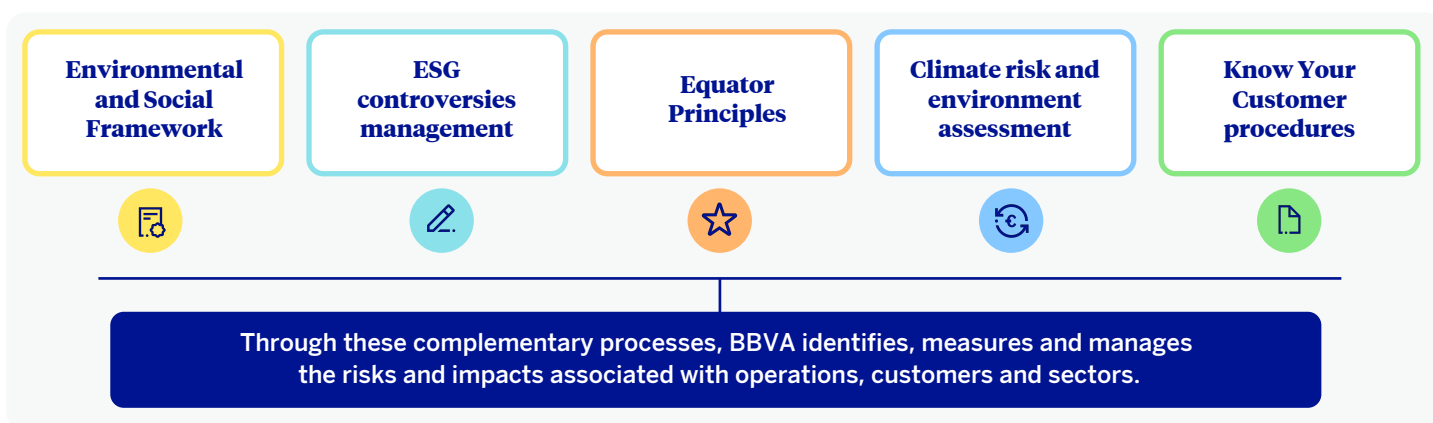 Environmental
and Social
Framework
ESG
controversies
management
Equator
Principles
Climate risk and
environment
assessment
Know Your
Customer
procedures
€
Through these complementary processes, BBVA identifies, measures and manages
the risks and impacts associated with operations, customers and sectors.